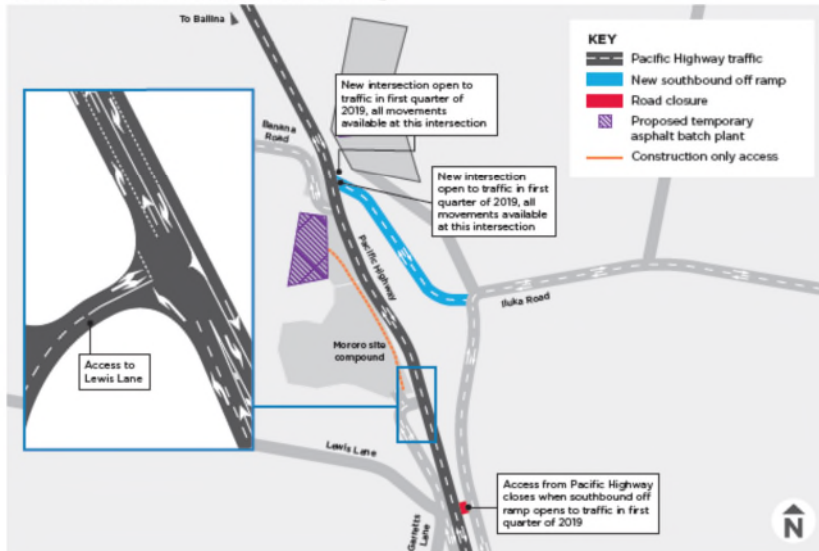 To Ballina
KEY
Pacific Highway traffic
New southbound off ramp
Road closure
Proposed temporary
asphalt batch plant
Construction only access
New intersection open to
traffic in first quarter of
2019, all movements
available at this intersection
Banana
Road
New intersection
open to traffic in first
quarter of 2019, all
movements available
at this intersection
Pacific Highway
Iluka Road
Mororo site
compound
Access to
Lewis Lane
Lewis Lane
Garretts
Lane
Access from Pacific Highway
closes when southbound off
ramp opens to traffic in first
quarter of 2019
N